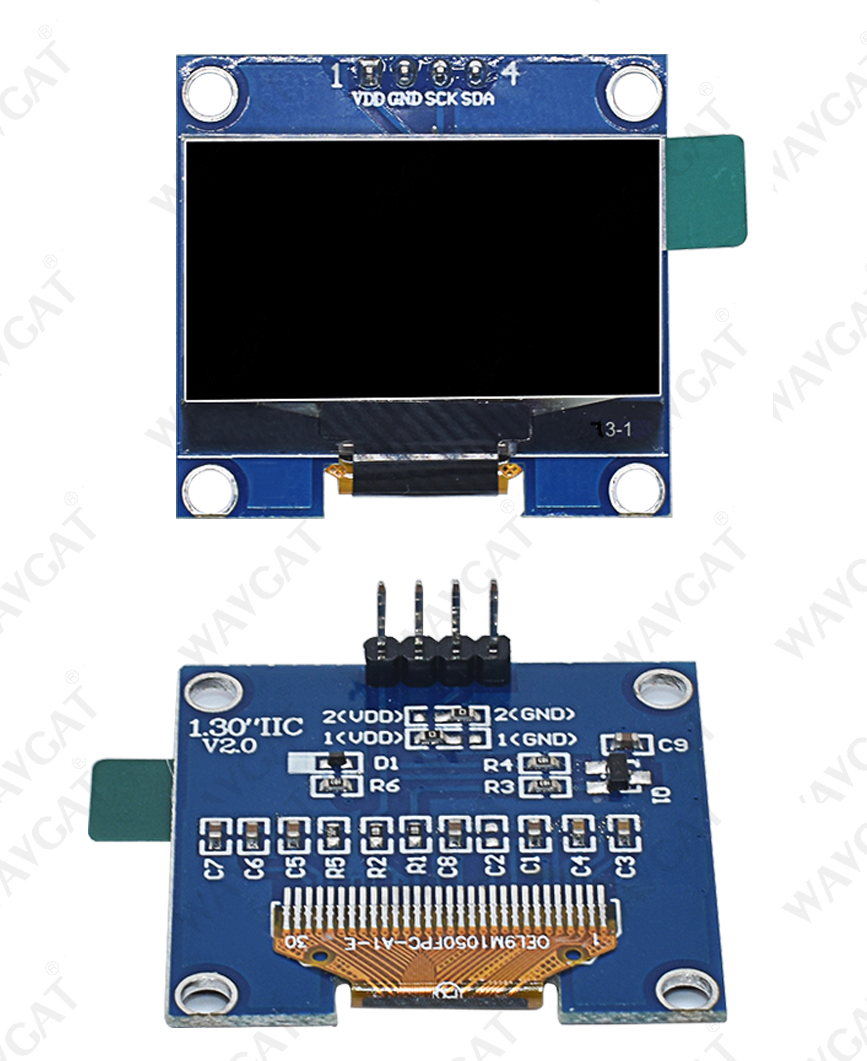 1 4
VDD GND SCK SDA
13-1
1.30"IIC
V2.0
2(VDD) 2(GND)
1(VDD) 1(GND)
D1
R6
R4
R3
C9
C7 C6 C5 R5 R2 R1 C8 C2 C1 C4 C3
30 OEL9M1050FPC-A1-E 1
WAVGAT®